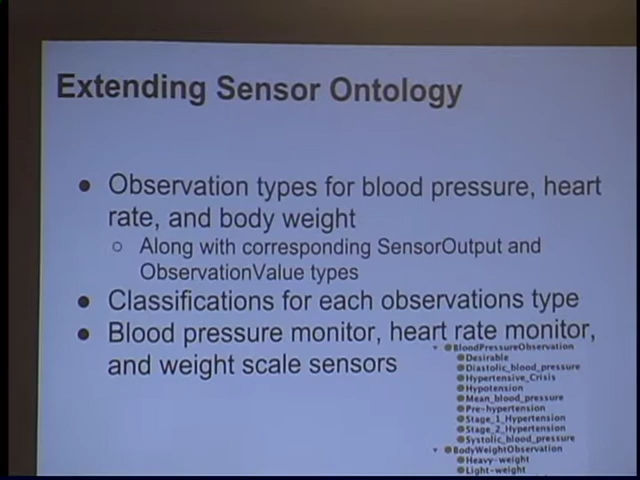 Extending Sensor Ontology
● Observation types for blood pressure, heart
rate, and body weight
○ Along with corresponding SensorOutput and
ObservationValue types
● Classifications for each observations type
● Blood pressure monitor, heart rate monitor,
and weight scale sensors
BloodPressureObservation
Desirable
Diastolic_blood_pressure
Hypertensive_Crisis
Hypotension
Mean_blood_pressure
Pre-hypertension
Stage_1_Hypertension
Stage_2_Hypertension
Systolic_blood_pressure
BodyWeightObservation
Heavy-weight
Light-weight